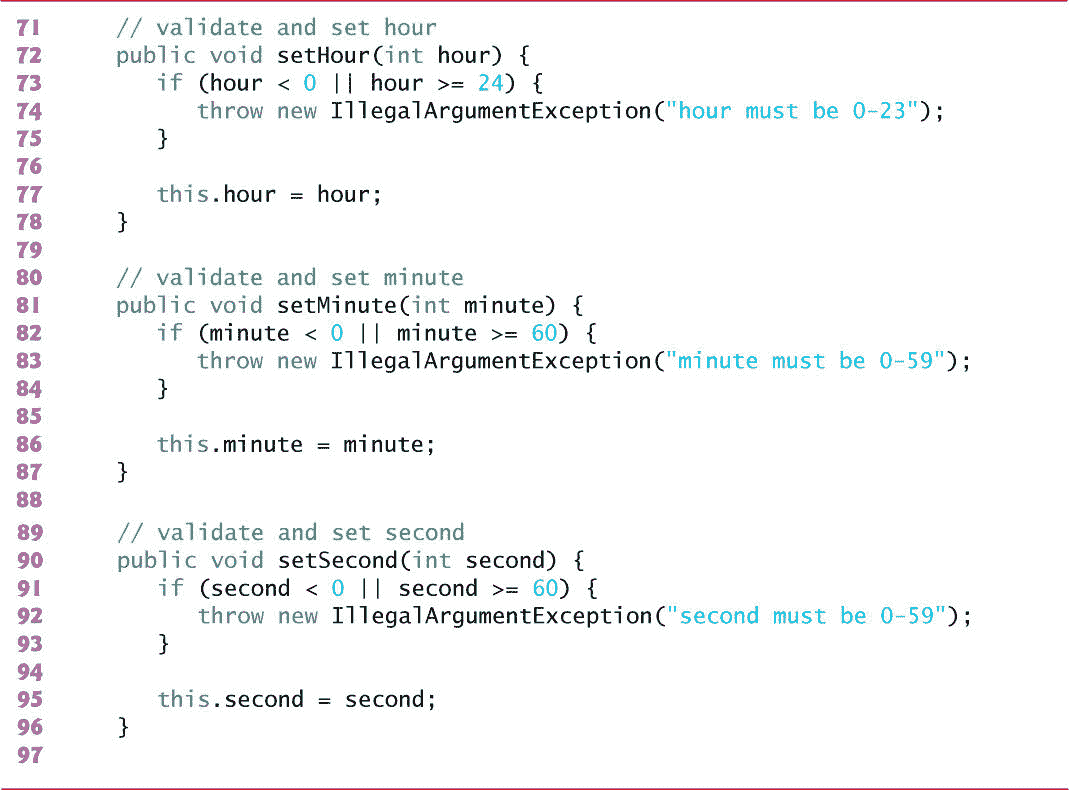 71 // validate and set hour
72 public void setHour(int hour) {
73 if (hour < 0 || hour >= 24) {
74 throw new IllegalArgumentException("hour must be 0-23");
75 }
76
77 this.hour = hour;
78 }
79
80 // validate and set minute
81 public void setMinute(int minute) {
82 if (minute < 0 || minute >= 60) {
83 throw new IllegalArgumentException("minute must be 0-59");
84 }
85
86 this.minute = minute;
87 }
88
89 // validate and set second
90 public void setSecond(int second) {
91 if (second < 0 || second >= 60) {
92 throw new IllegalArgumentException("second must be 0-59");
93 }
94
95 this.second = second;
96 }
97